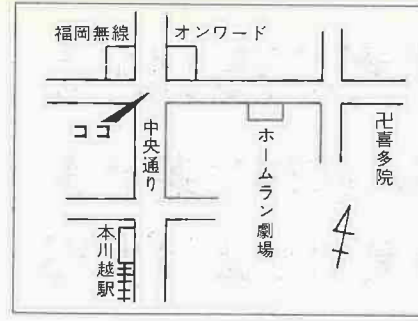 福岡無線
オンワード
ココ
中央通り
ホームラン劇場
卍喜多院
本川越駅